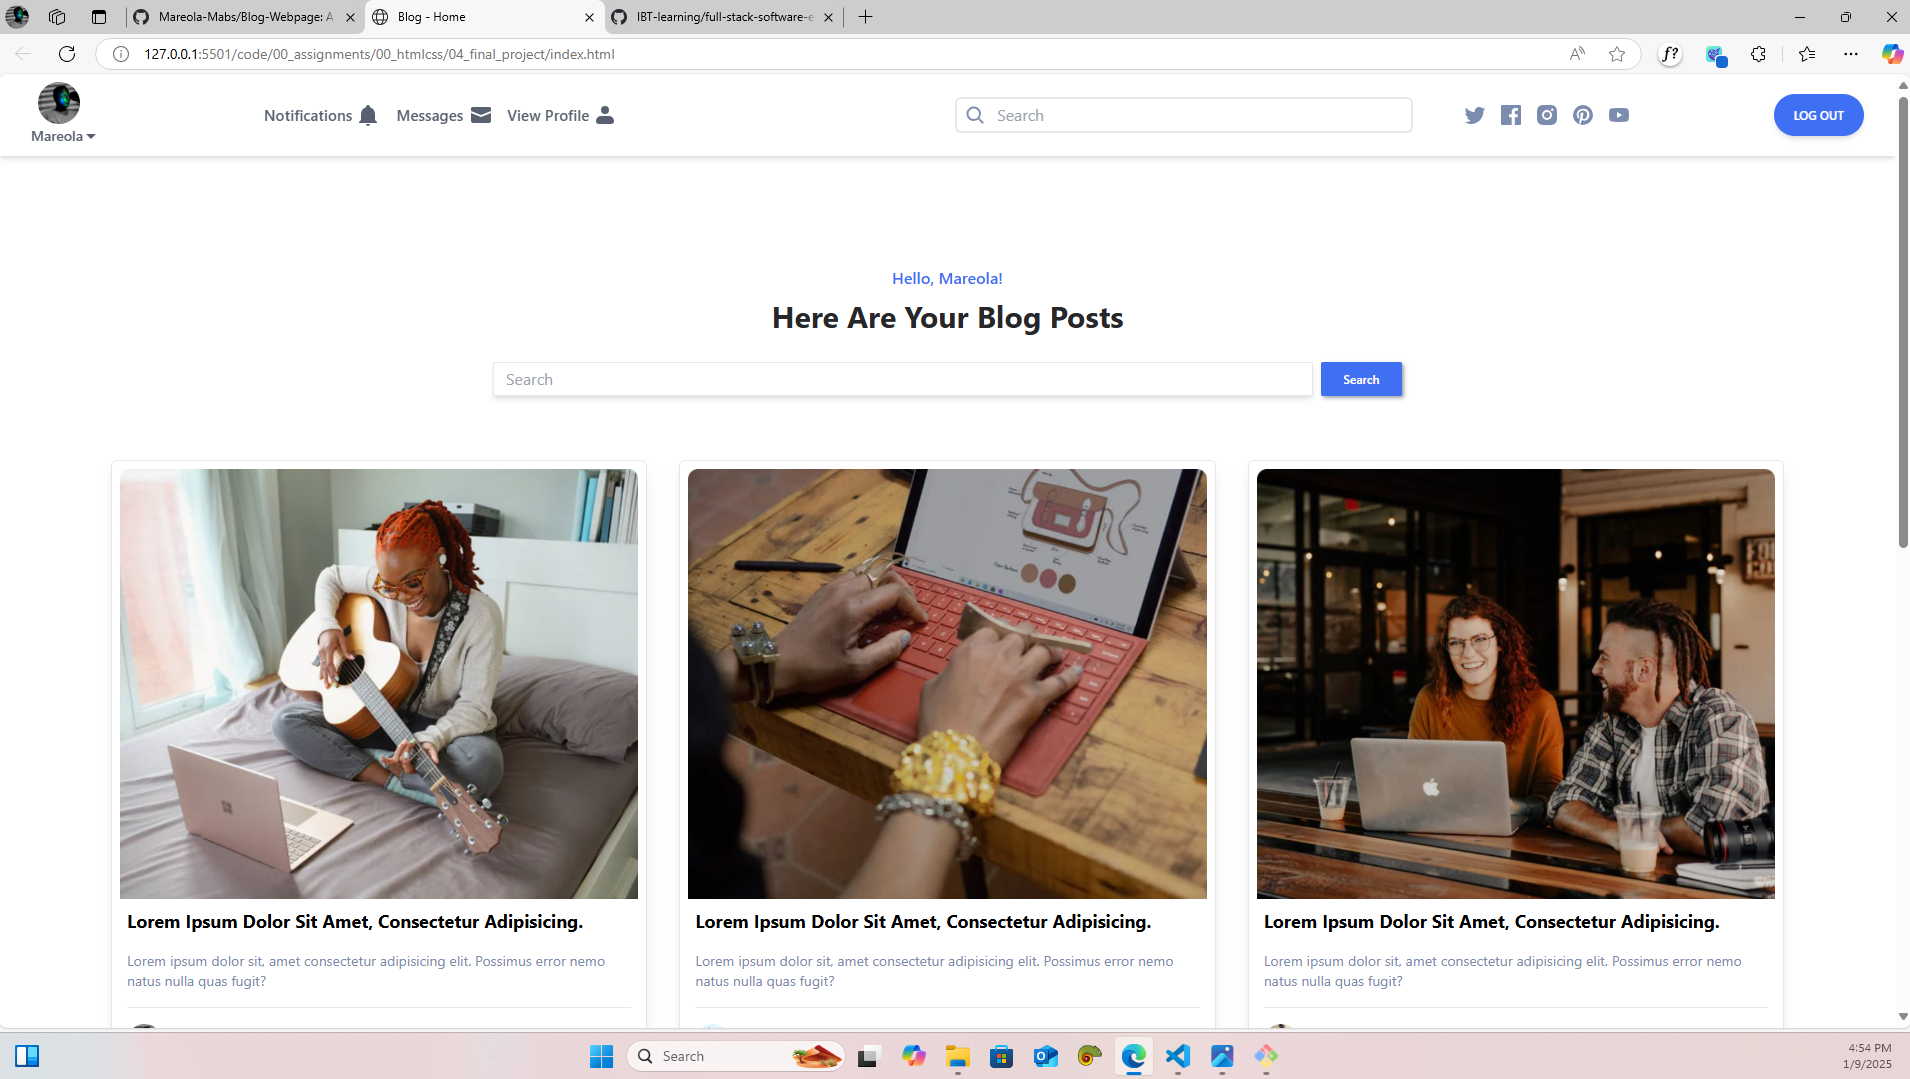 Mareola-Mabs/Blog-Webpage: A
Blog - Home
IBT-learning/full-stack-software-e
127.0.0.1:5501/code/00_assignments/00_htmlcss/04_final_project/index.html
Mareola
Notifications
Messages
View Profile
Search
LOG OUT
Hello, Mareola!
Here Are Your Blog Posts
Search
Search
Lorem Ipsum Dolor Sit Amet, Consectetur Adipisicing.
Lorem ipsum dolor sit, amet consectetur adipisicing elit. Possimus error nemo
natus nulla quas fugit?
Lorem Ipsum Dolor Sit Amet, Consectetur Adipisicing.
Lorem ipsum dolor sit, amet consectetur adipisicing elit. Possimus error nemo
natus nulla quas fugit?
Lorem Ipsum Dolor Sit Amet, Consectetur Adipisicing.
Lorem ipsum dolor sit, amet consectetur adipisicing elit. Possimus error nemo
natus nulla quas fugit?
Search
4:54 PM
1/9/2025